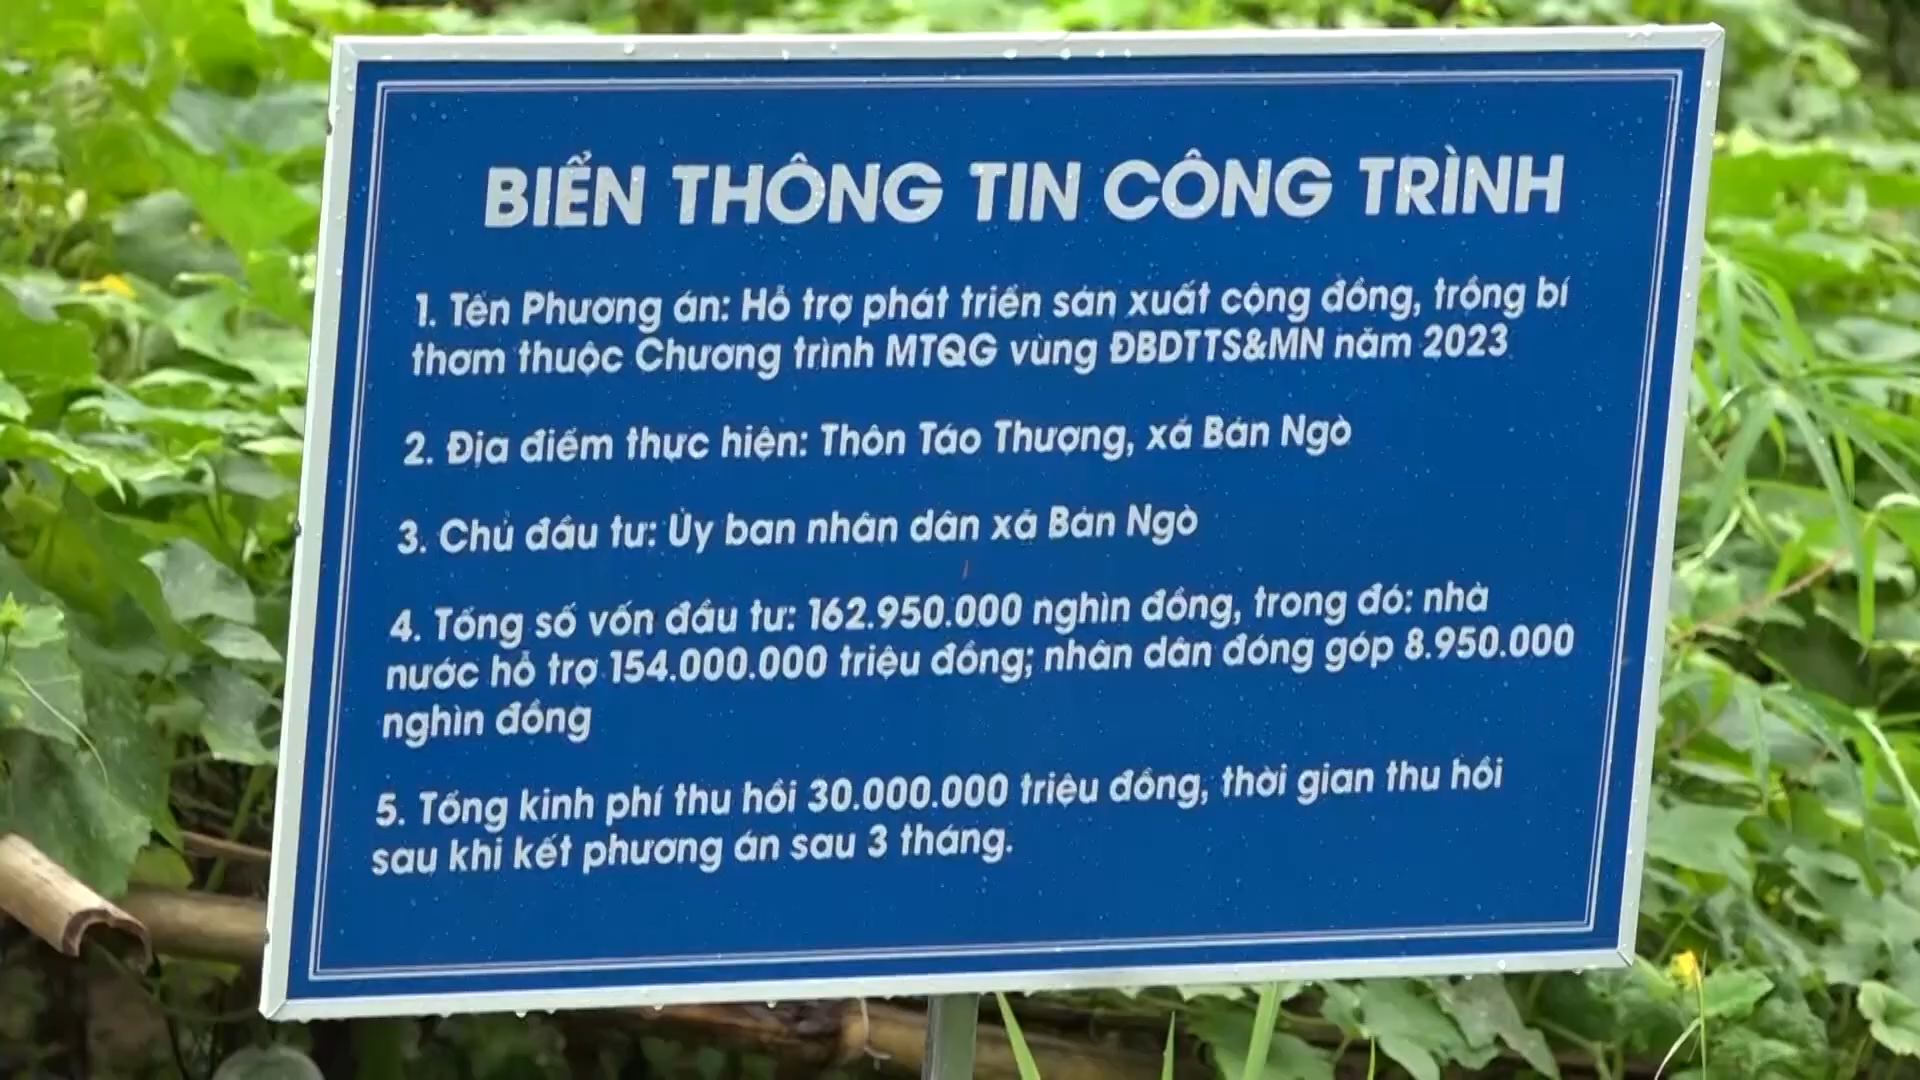 BIỂN THÔNG TIN CÔNG TRÌNH
1. Tên Phương án: Hỗ trợ phát triển sản xuất cộng đồng, trồng bí
thơm thuộc Chương trình MTQG vùng ĐBDTTS&MN năm 2023
2. Địa điểm thực hiện: Thôn Táo Thượng, xã Bản Ngò
3. Chủ đầu tư: Ủy ban nhân dân xã Bản Ngò
4. Tổng số vốn đầu tư: 162.950.000 nghìn đồng, trong đó: nhà
nước hỗ trợ 154.000.000 triệu đồng; nhân dân đóng góp 8.950.000
nghìn đồng
5. Tổng kinh phí thu hồi 30.000.000 triệu đồng, thời gian thu hồi
sau khi kết phương án sau 3 tháng.